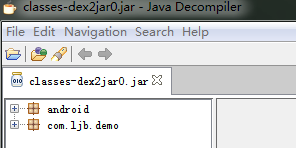 classes-dex2jar0.jar - Java Decompiler
File Edit Navigation Search Help
classes-dex2jar0.jar
android
com.ljb.demo